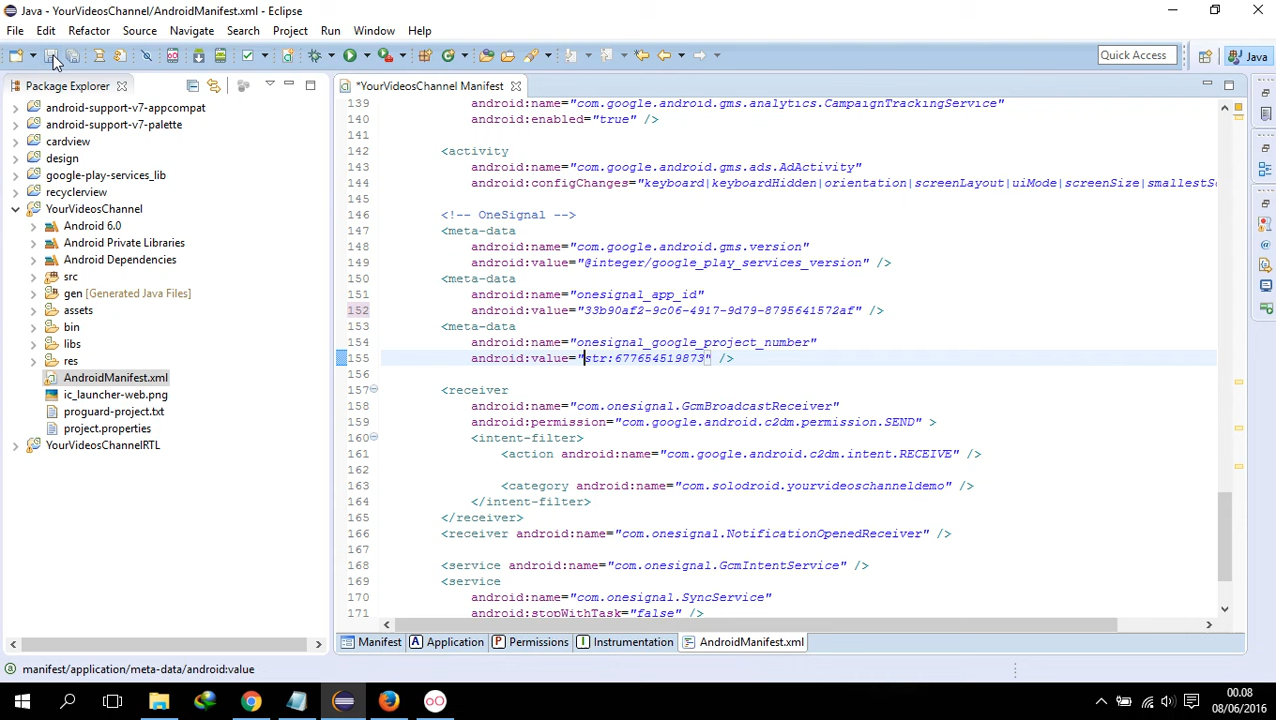 Java - YourVideosChannel/AndroidManifest.xml - Eclipse
File Edit Refactor Source Navigate Search Project Run Window Help
Quick Access
Java
Package Explorer
*YourVideosChannel Manifest
android-support-v7-appcompat
android-support-v7-palette
cardview
design
google-play-services_lib
recyclerview
YourVideosChannel
Android 6.0
Android Private Libraries
Android Dependencies
src
gen [Generated Java Files]
assets
bin
libs
res
AndroidManifest.xml
ic_launcher-web.png
proguard-project.txt
project.properties
YourVideosChannelRTL
139 android:name="com.google.android.gms.analytics.CampaignTrackingService"
140 android:enabled="true" />
141
142 <activity
143 android:name="com.google.android.gms.ads.AdActivity"
144 android:configChanges="keyboard|keyboardHidden|orientation|screenLayout|uiMode|screenSize|smallestSc
145
146 <!-- OneSignal -->
147 <meta-data
148 android:name="com.google.android.gms.version"
149 android:value="@integer/google_play_services_version" />
150 <meta-data
151 android:name="onesignal_app_id"
152 android:value="33b90af2-9c06-4917-9d79-8795641572af" />
153 <meta-data
154 android:name="onesignal_google_project_number"
155 android:value="str:677654519873" />
156
157 <receiver
158 android:name="com.onesignal.GcmBroadcastReceiver"
159 android:permission="com.google.android.c2dm.permission.SEND" >
160 <intent-filter>
161 <action android:name="com.google.android.c2dm.intent.RECEIVE" />
162
163 <category android:name="com.solodroid.yourvideoschanneldemo" />
164 </intent-filter>
165 </receiver>
166 <receiver android:name="com.onesignal.NotificationOpenedReceiver" />
167
168 <service android:name="com.onesignal.GcmIntentService" />
169 <service
170 android:name="com.onesignal.SyncService"
171 android:stopWithTask="false" />
Manifest Application Permissions Instrumentation AndroidManifest.xml
manifest/application/meta-data/android:value
00.08
08/06/2016